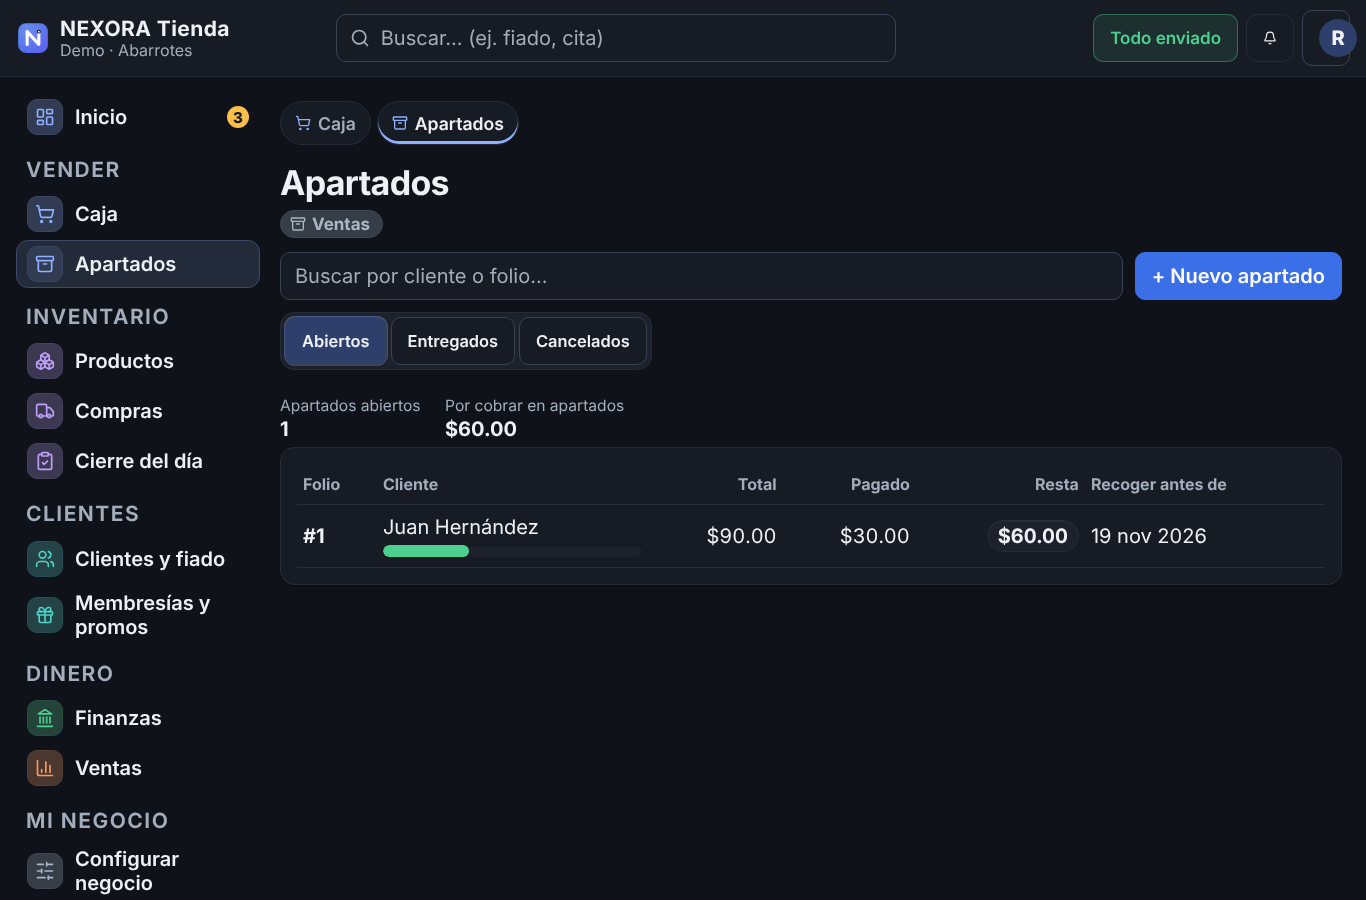 NEXORA Tienda
Demo · Abarrotes
Buscar... (ej. fiado, cita)
Todo enviado
R
Inicio
3
VENDER
Caja
Apartados
INVENTARIO
Productos
Compras
Cierre del día
CLIENTES
Clientes y fiado
Membresías y
promos
DINERO
Finanzas
Ventas
MI NEGOCIO
Configurar
negocio
Caja
Apartados
Apartados
Ventas
Buscar por cliente o folio...
+ Nuevo apartado
Abiertos
Entregados
Cancelados
Apartados abiertos
1
Por cobrar en apartados
$60.00
Folio Cliente Total Pagado Resta Recoger antes de
#1 Juan Hernández $90.00 $30.00 $60.00 19 nov 2026